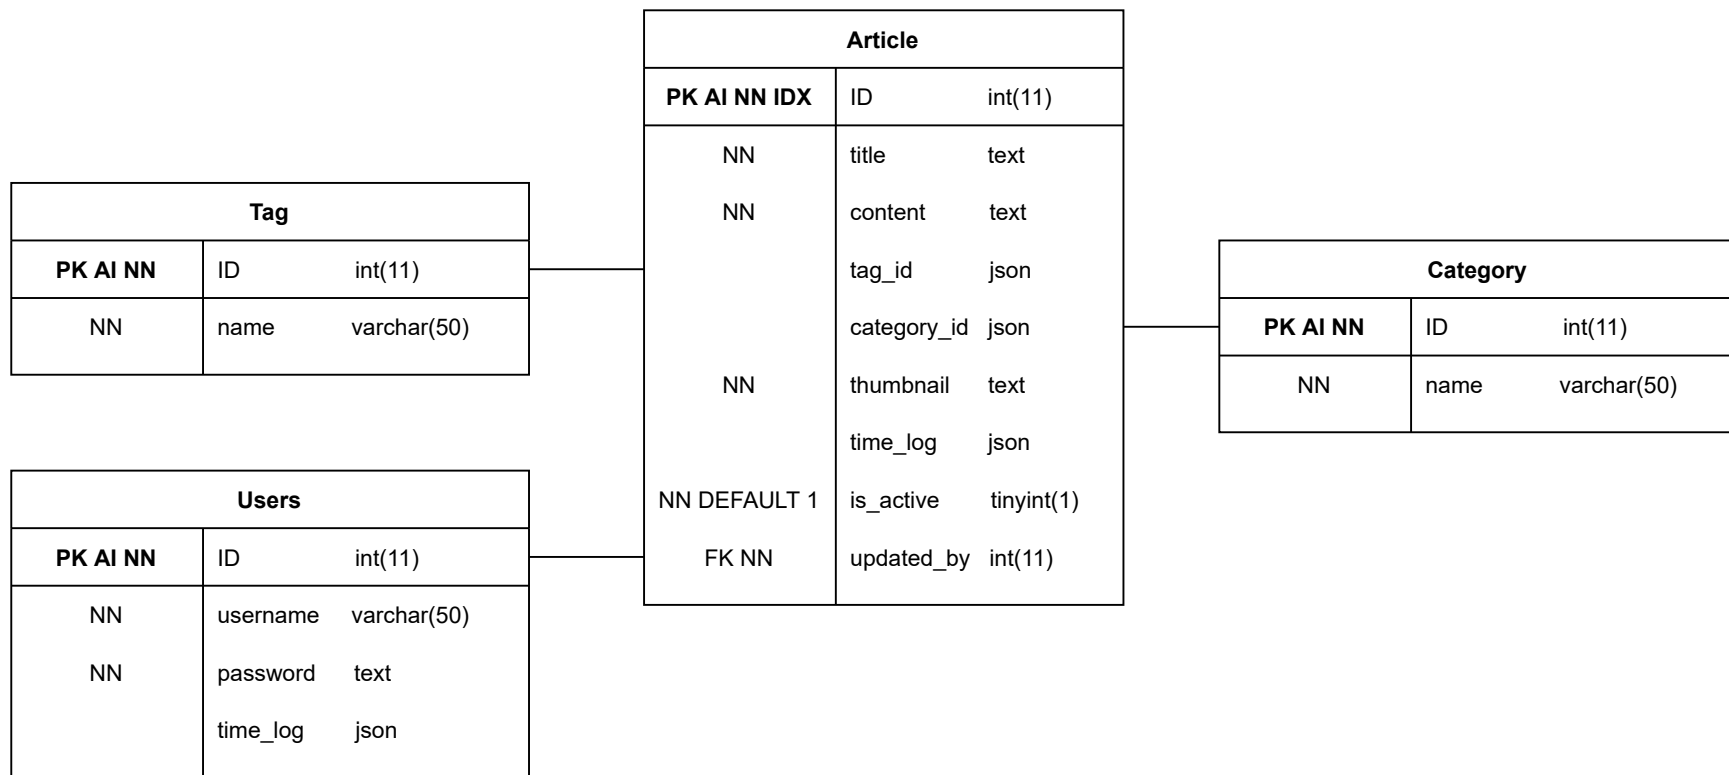 Article
PK AI NN IDX ID int(11)
NN title text
NN content text
tag_id json
category_id json
NN thumbnail text
time_log json
NN DEFAULT 1 is_active tinyint(1)
FK NN updated_by int(11)
Tag
PK AI NN ID int(11)
NN name varchar(50)
Users
PK AI NN ID int(11)
NN username varchar(50)
NN password text
time_log json
Category
PK AI NN ID int(11)
NN name varchar(50)